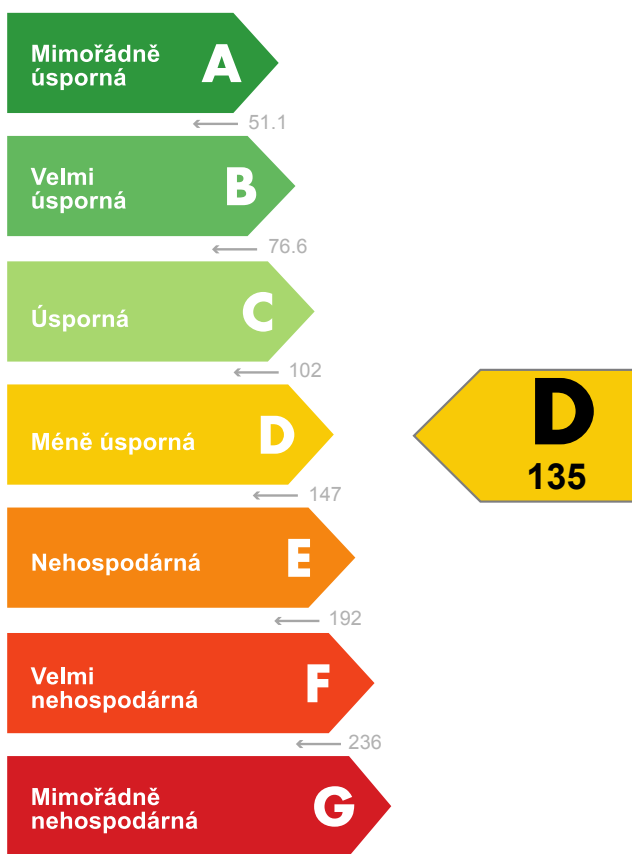 Mimořádně
úsporná
A
51.1
Velmi
úsporná
B
76.6
Úsporná
C
102
Méně úsporná
D
147
D
135
Nehospodárná
E
192
Velmi
nehospodárná
F
236
Mimořádně
nehospodárná
G